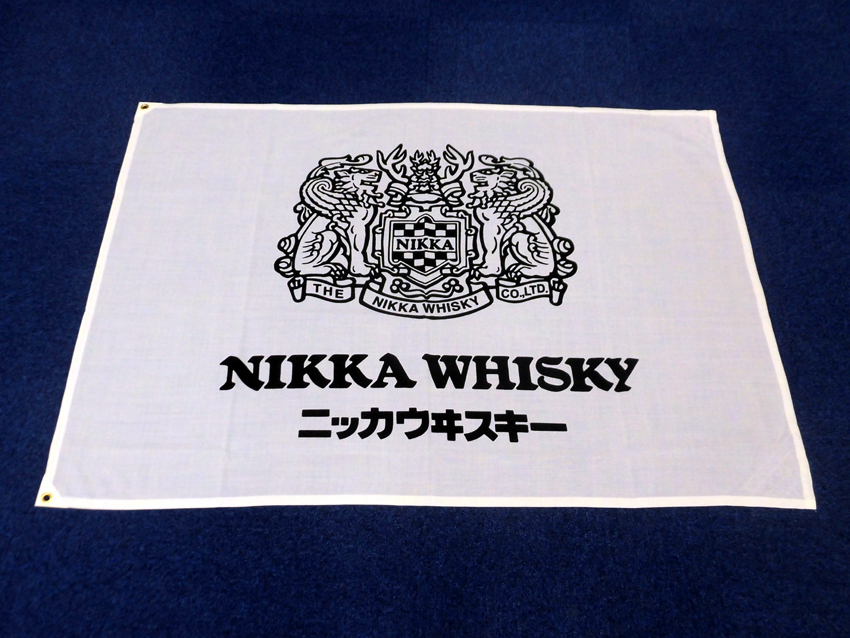 NIKKA
THE NIKKA WHISKY CO.,LTD.
NIKKA WHISKY
ニッカウヰスキー